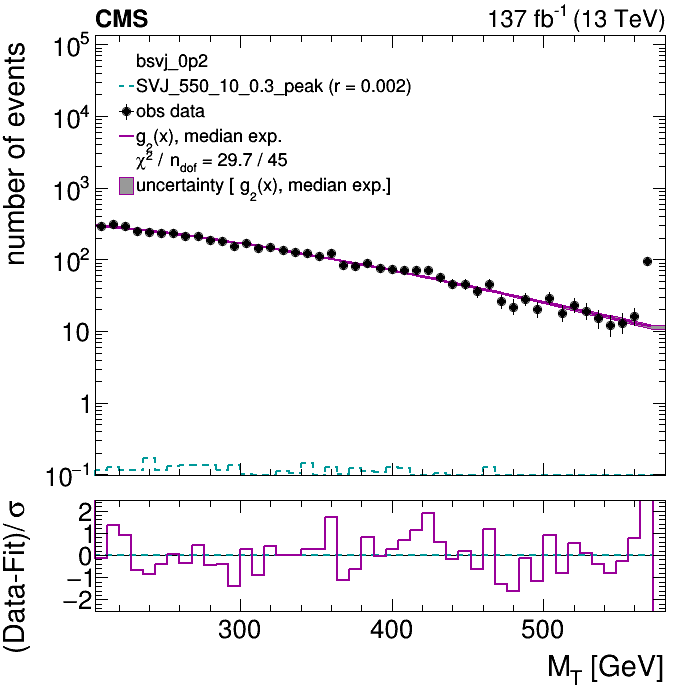 CMS 137 fb⁻¹ (13 TeV)
number of events
10⁵
10⁴
10³
10²
10
1
10⁻¹
bsvj_0p2
SVJ_550_10_0.3_peak (r = 0.002)
obs data
g₂(x), median exp.
χ² / n_dof = 29.7 / 45
uncertainty [ g₂(x), median exp.]
(Data-Fit)/ σ
2
1
0
−1
−2
300 400 500
M_T [GeV]